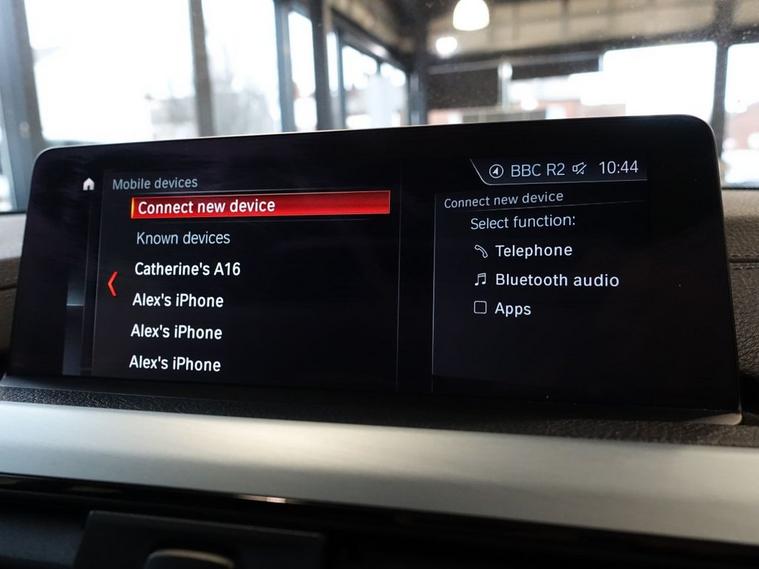 Mobile devices
Connect new device
Known devices
Catherine's A16
Alex's iPhone
Alex's iPhone
Alex's iPhone
BBC R2 10:44
Connect new device
Select function:
Telephone
Bluetooth audio
Apps